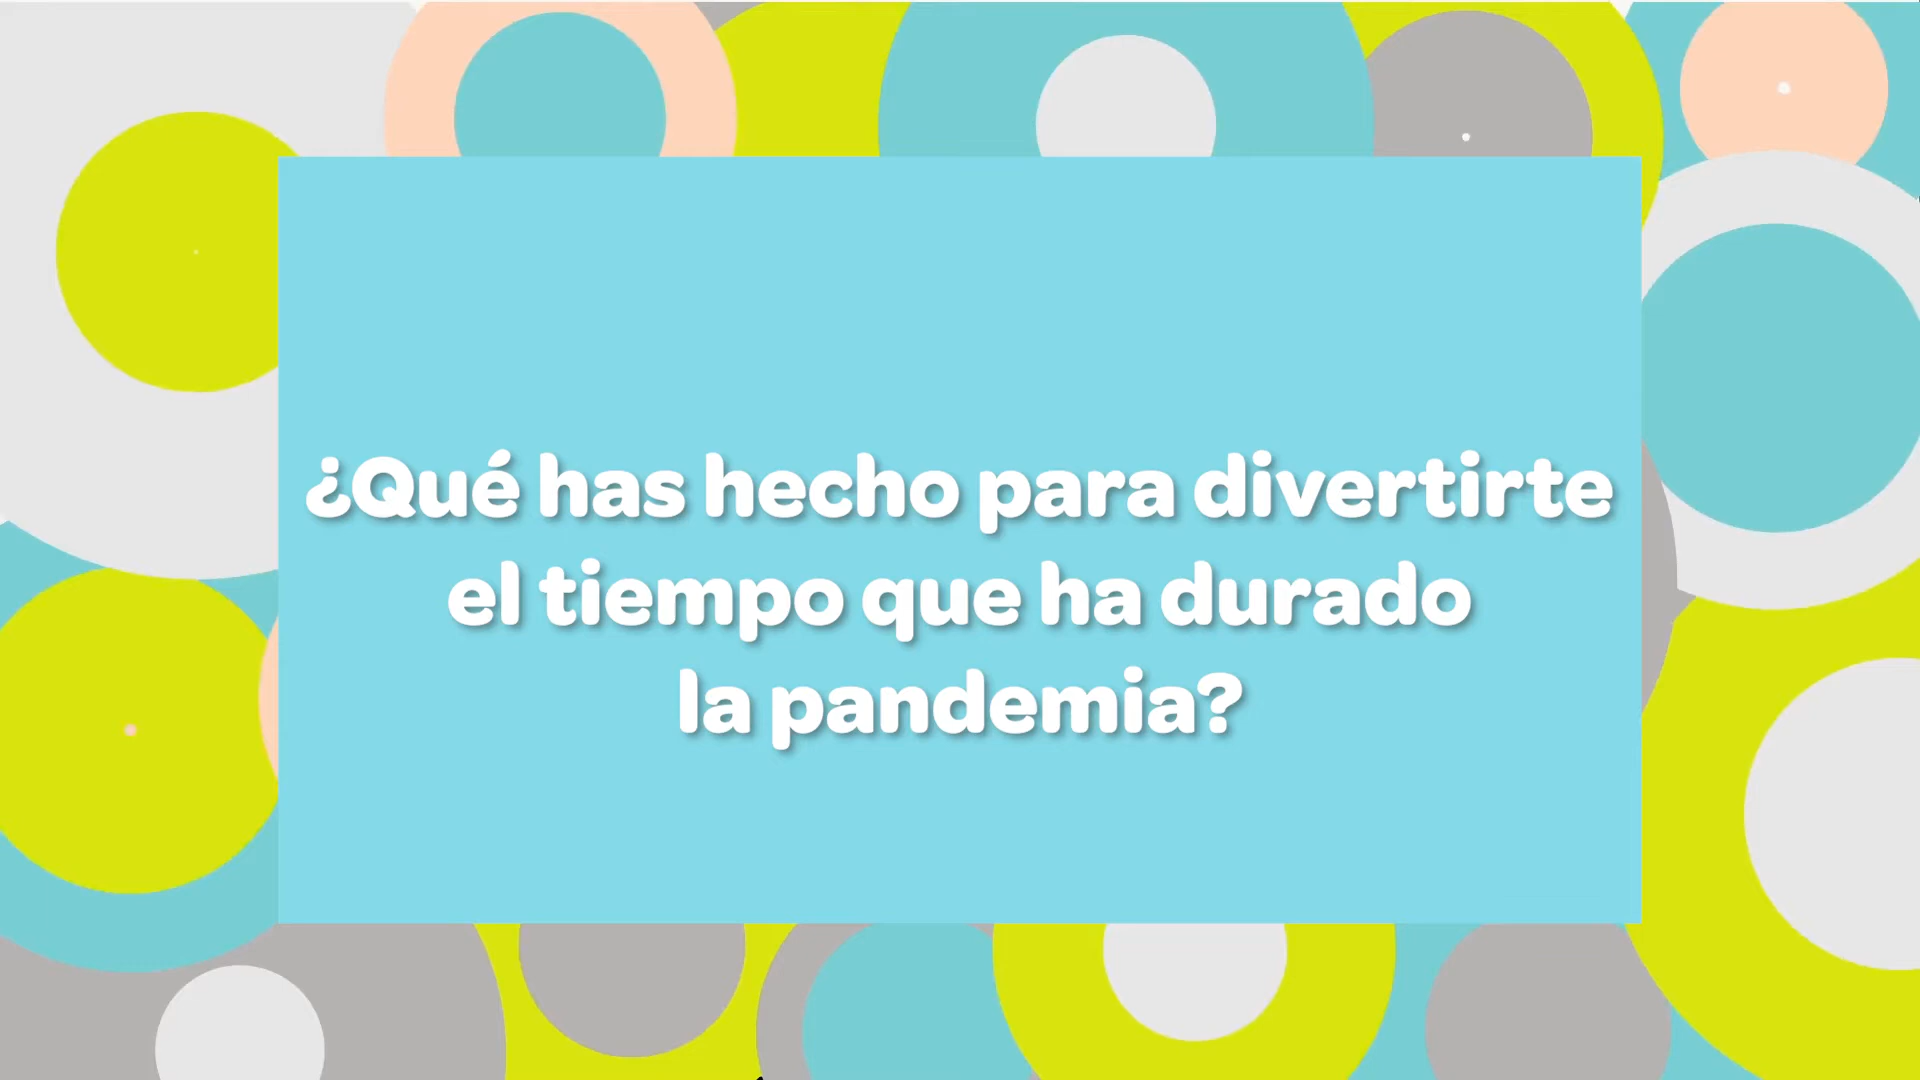 ¿Qué has hecho para divertirte
el tiempo que ha durado
la pandemia?